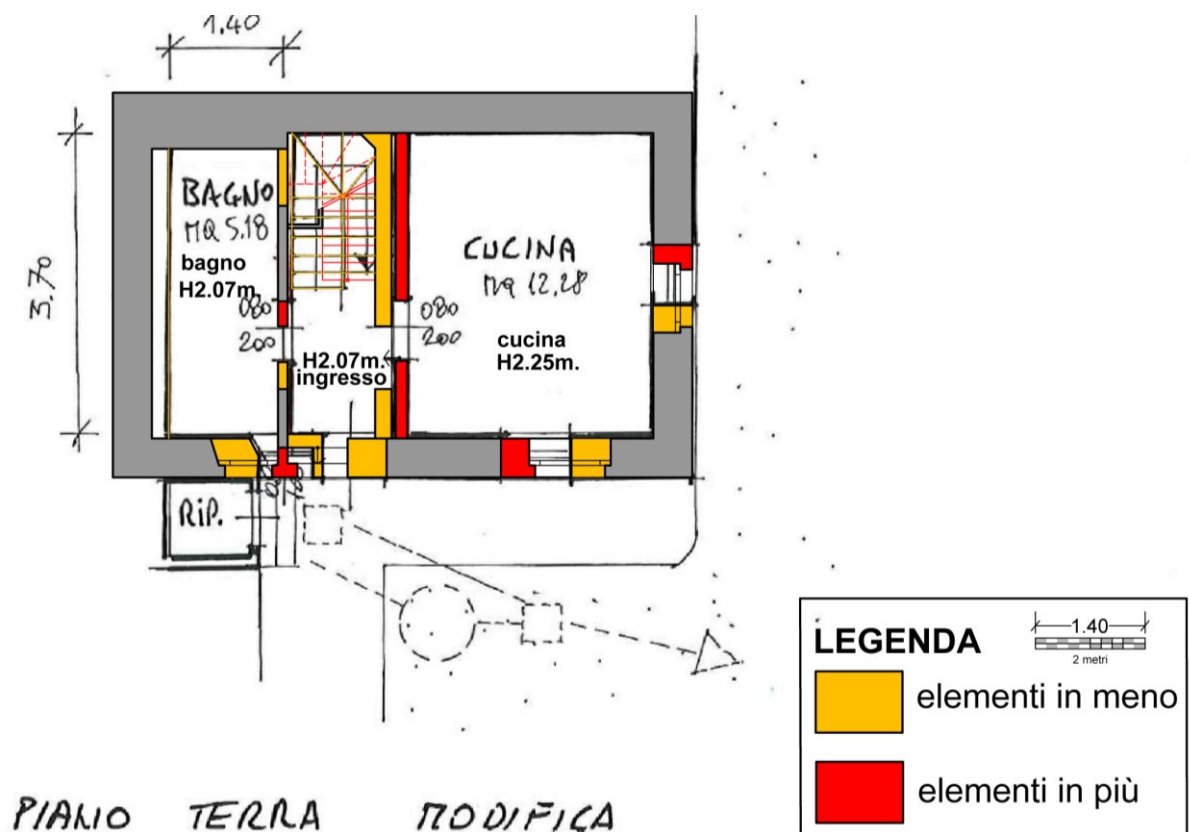 1.40
3.70
BAGNO
MQ 5.18
bagno
H2.07m.
080
200
H2.07m.
ingresso
080
200
CUCINA
Mq 12.28
cucina
H2.25m.
RiP.
LEGENDA
1.40
2 metri
elementi in meno
elementi in più
PIANO TERRA MODIFICA